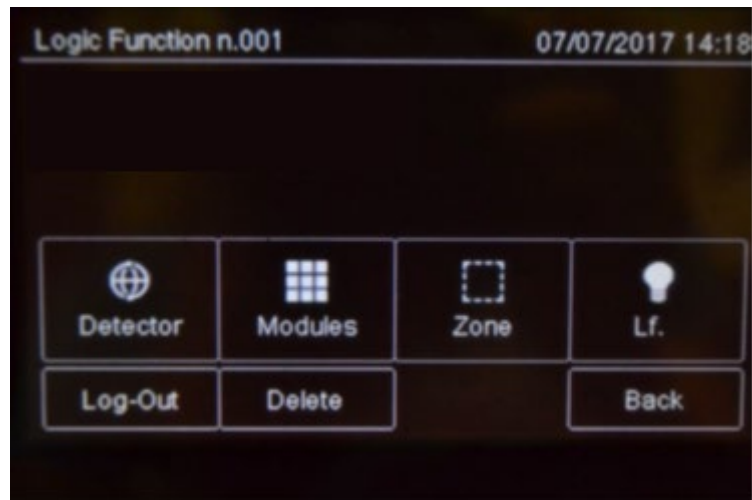 Logic Function n.001 07/07/2017 14:18
Detector Modules Zone Lf.
Log-Out Delete Back